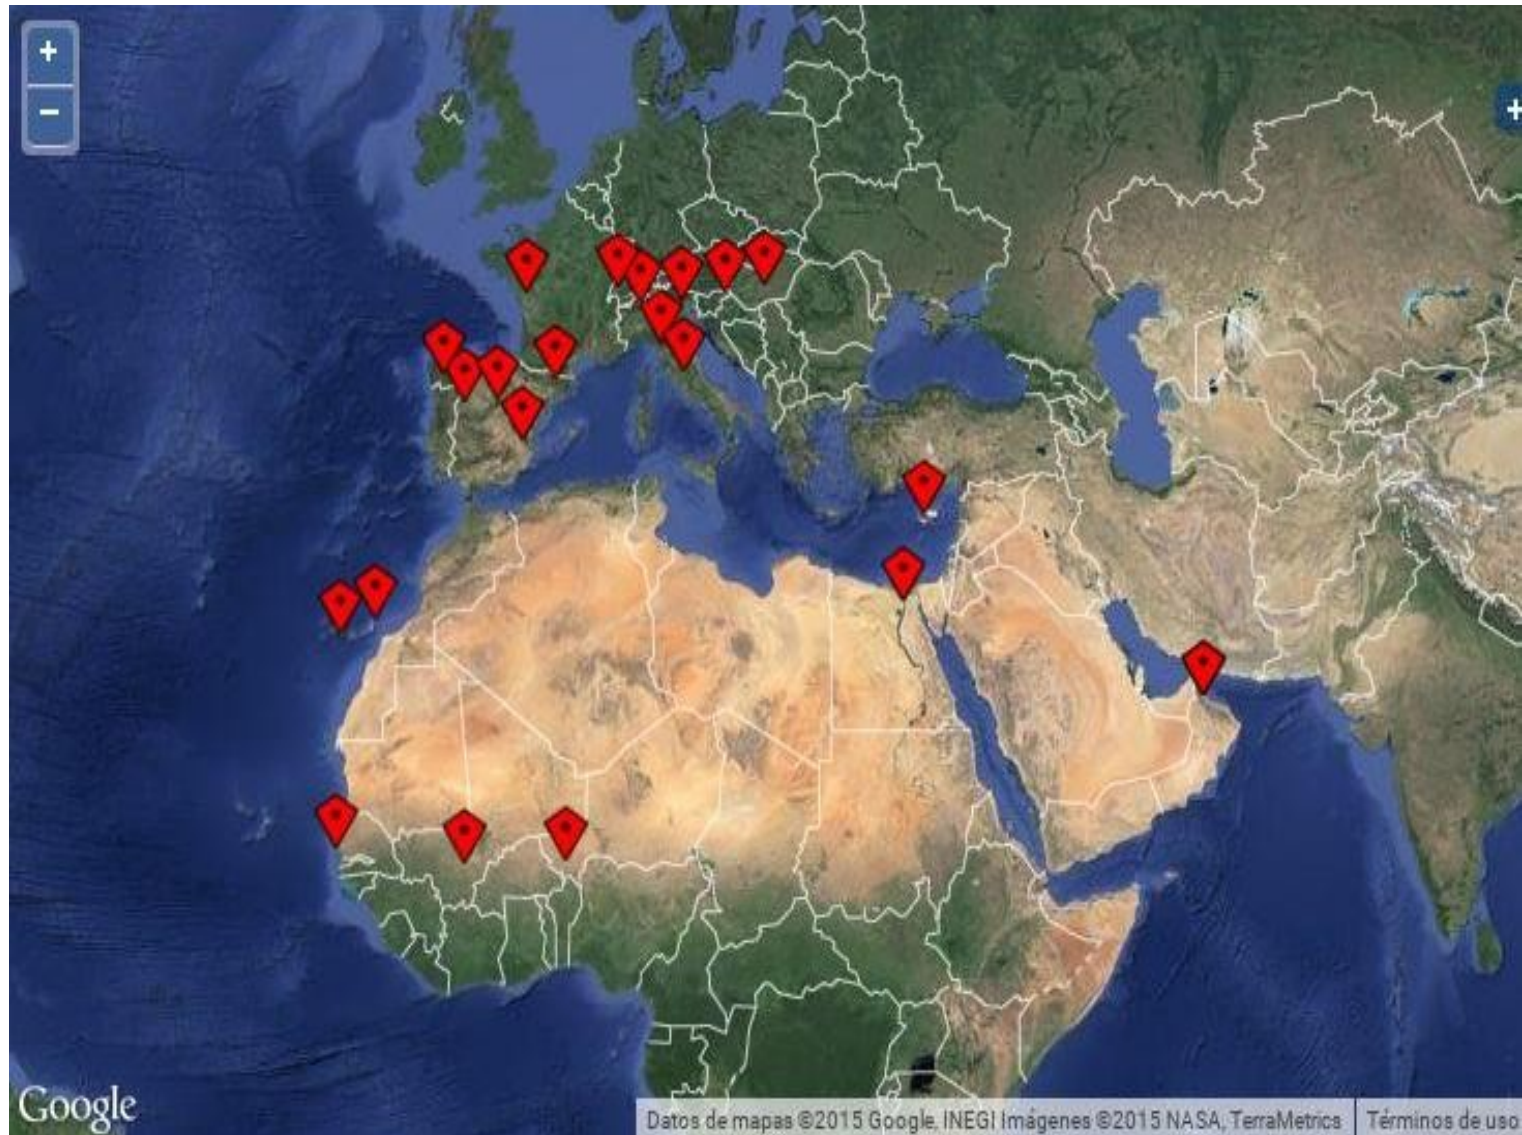 +
−
+
Google
Datos de mapas ©2015 Google, INEGI Imágenes ©2015 NASA, TerraMetrics
Términos de uso